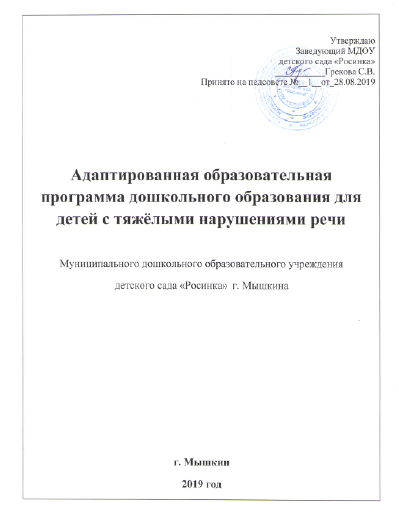 Утверждаю
Заведующий МДОУ
детского сада «Росинка»
Грекова С.В.
Принято на педсовете № 1 от 28.08.2019
Адаптированная образовательная
программа дошкольного образования для
детей с тяжёлыми нарушениями речи
Муниципального дошкольного образовательного учреждения
детского сада «Росинка» г. Мышкина
г. Мышкин
2019 год